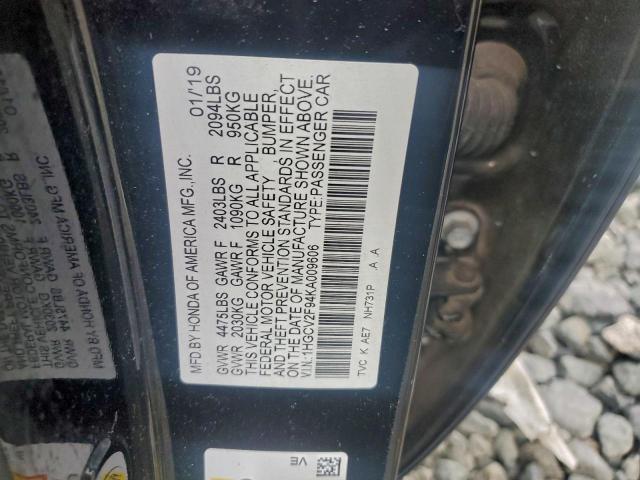 MFD.BY HONDA OF AMERICA MFG.,INC. 01/'19
GVWR 4475LBS GAWR F 2403LBS R 2094LBS
GVWR 2030KG GAWR F 1090KG R 950KG
THIS VEHICLE CONFORMS TO ALL APPLICABLE
FEDERAL MOTOR VEHICLE SAFETY , BUMPER,
AND THEFT PREVENTION STANDARDS IN EFFECT
ON THE DATE OF MANUFACTURE SHOWN ABOVE.
V.I.N.:1HGCV2F94KA009606 TYPE:PASSENGER CAR
TVC K AE7 NH731P A A